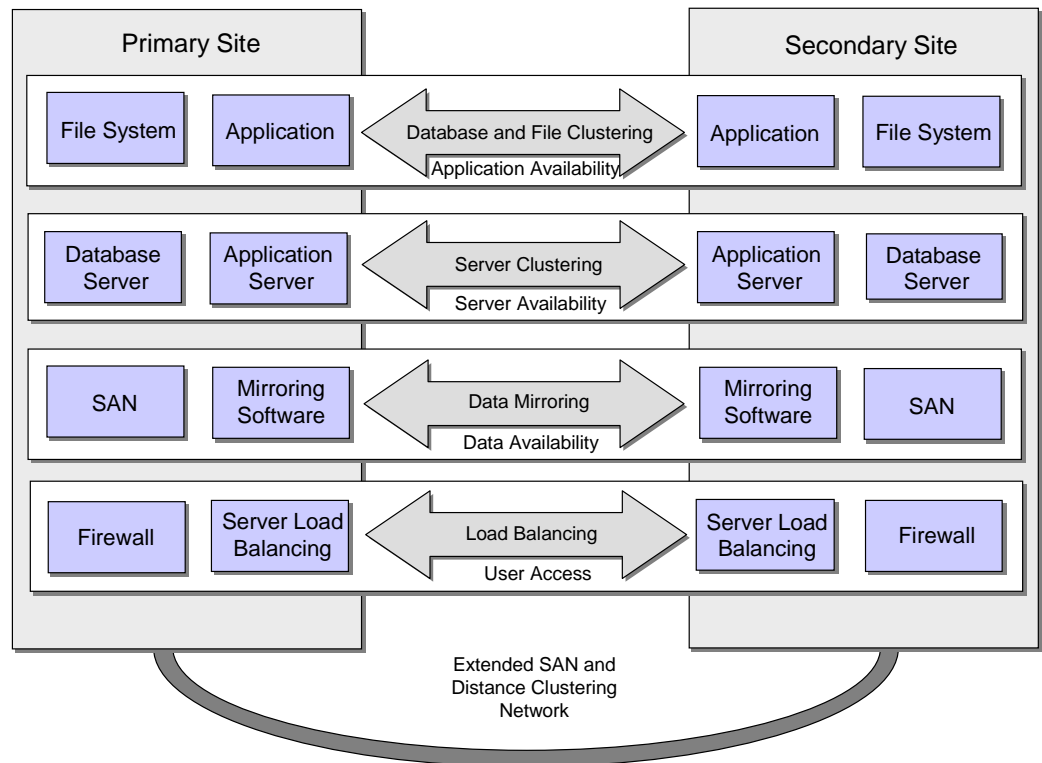 Primary Site
Secondary Site
File System
Application
Database and File Clustering
Application Availability
Application
File System
Database
Server
Application
Server
Server Clustering
Server Availability
Application
Server
Database
Server
SAN
Mirroring
Software
Data Mirroring
Data Availability
Mirroring
Software
SAN
Firewall
Server Load
Balancing
Load Balancing
User Access
Server Load
Balancing
Firewall
Extended SAN and
Distance Clustering
Network